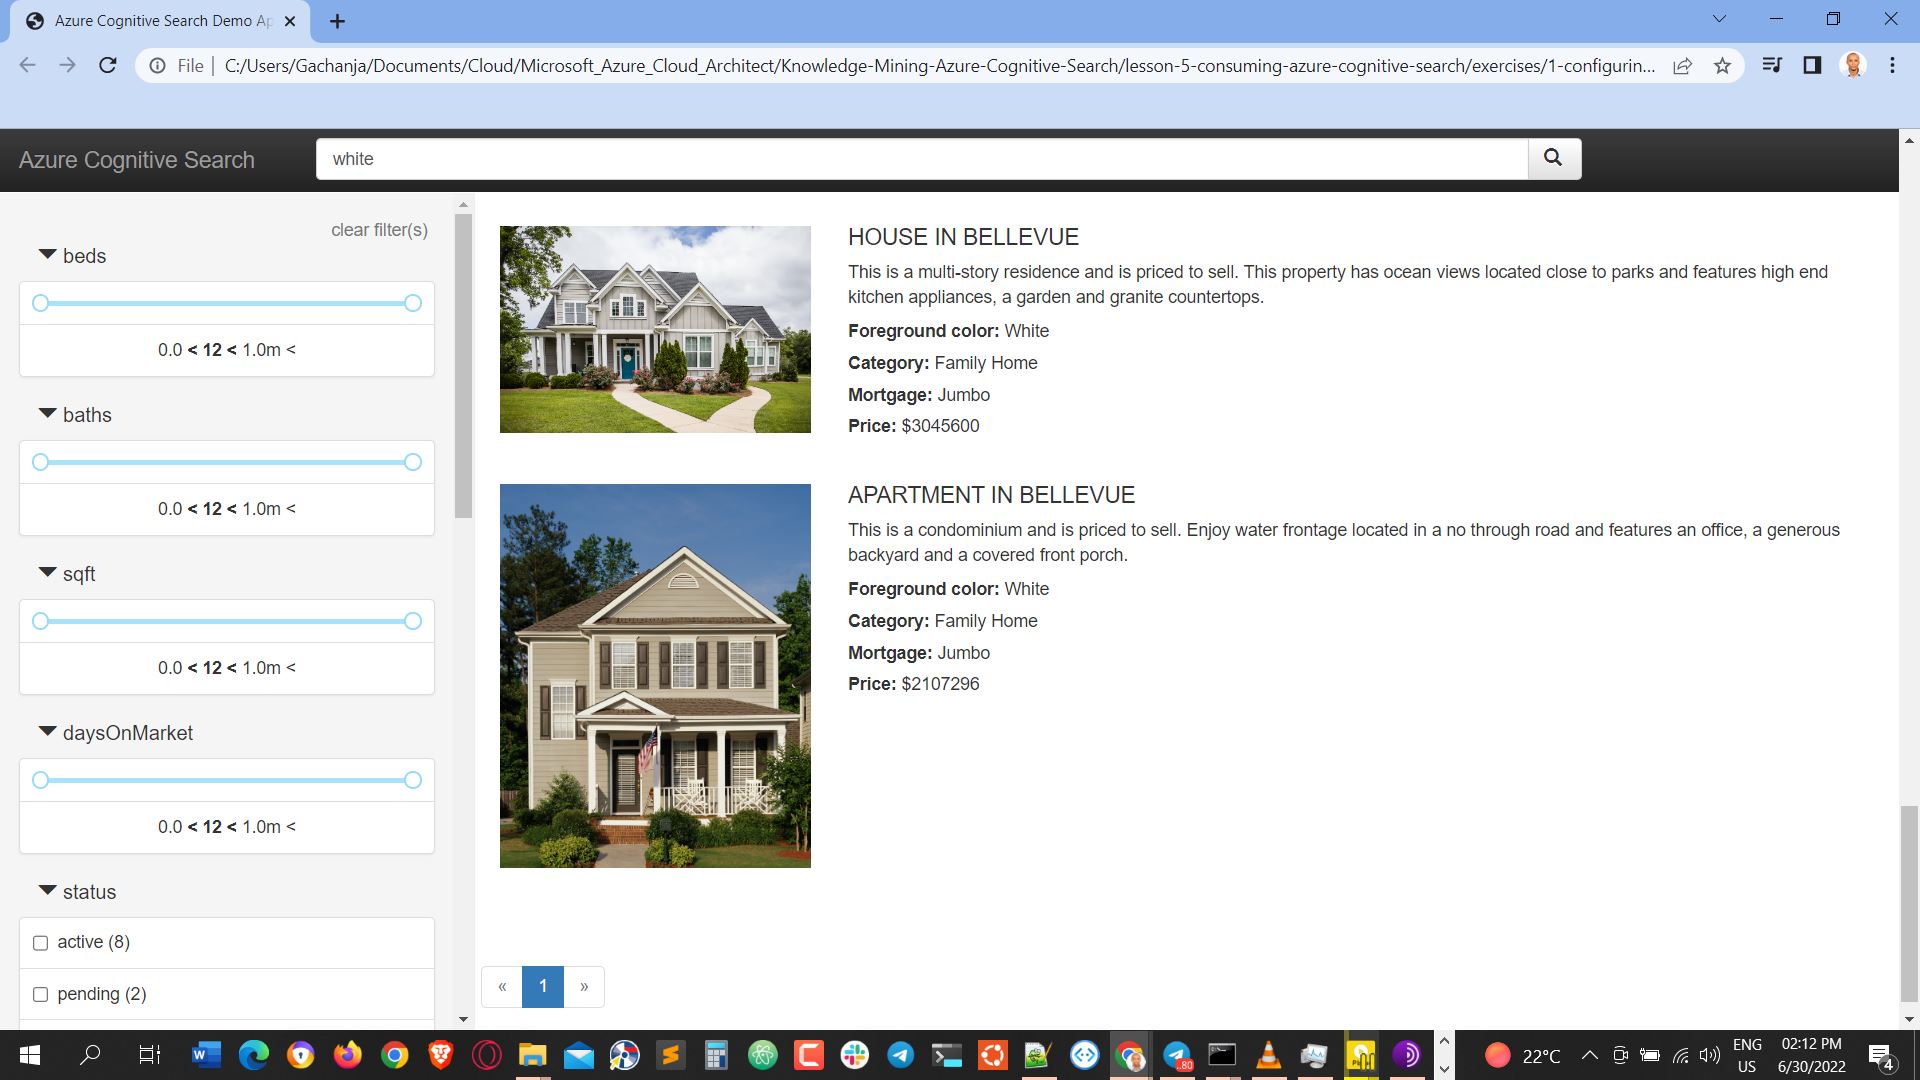 Azure Cognitive Search Demo Ap
File | C:/Users/Gachanja/Documents/Cloud/Microsoft_Azure_Cloud_Architect/Knowledge-Mining-Azure-Cognitive-Search/lesson-5-consuming-azure-cognitive-search/exercises/1-configurin...
Azure Cognitive Search
white
clear filter(s)
beds
0.0 < 12 < 1.0m <
baths
0.0 < 12 < 1.0m <
sqft
0.0 < 12 < 1.0m <
daysOnMarket
0.0 < 12 < 1.0m <
status
active (8)
pending (2)
HOUSE IN BELLEVUE
This is a multi-story residence and is priced to sell. This property has ocean views located close to parks and features high end
kitchen appliances, a garden and granite countertops.
Foreground color: White
Category: Family Home
Mortgage: Jumbo
Price: $3045600
APARTMENT IN BELLEVUE
This is a condominium and is priced to sell. Enjoy water frontage located in a no through road and features an office, a generous
backyard and a covered front porch.
Foreground color: White
Category: Family Home
Mortgage: Jumbo
Price: $2107296
« 1 »
.80
22°C
ENG
US
02:12 PM
6/30/2022
4